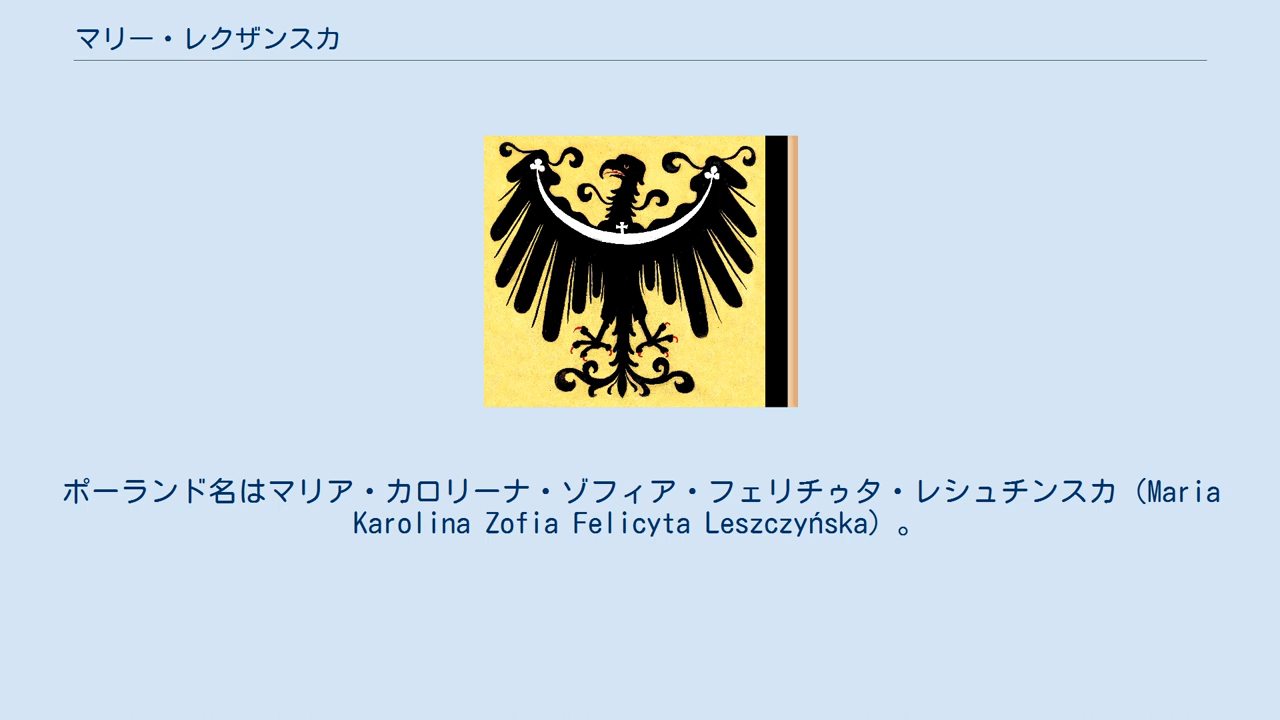 マリー・レクザンスカ
ポーランド名はマリア・カロリーナ・ゾフィア・フェリチゥタ・レシュチンスカ（Maria
Karolina Zofia Felicyta Leszczyńska）。